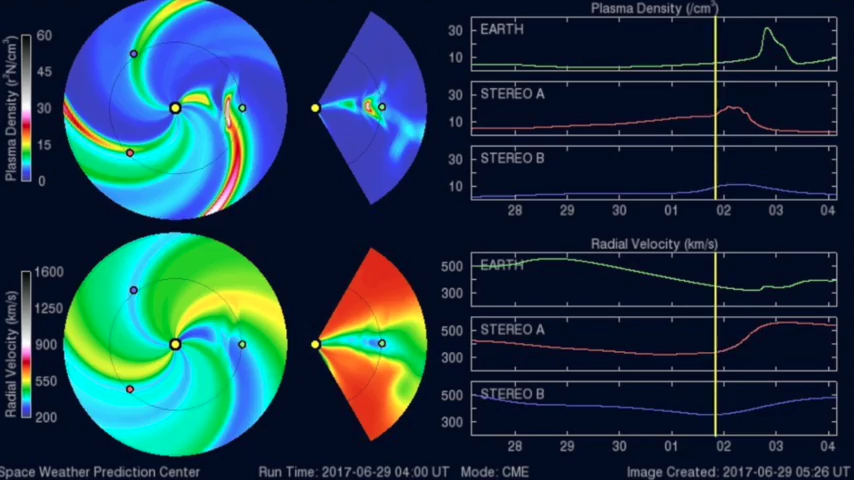 Plasma Density (/cm³)
Plasma Density (r²N/cm³)
60
45
30
15
0
EARTH
30
10
STEREO A
30
10
STEREO B
30
10
28 29 30 01 02 03 04
Radial Velocity (km/s)
Radial Velocity (km/s)
1600
1250
900
550
200
EARTH
500
300
STEREO A
500
300
STEREO B
500
300
28 29 30 01 02 03 04
Space Weather Prediction Center Run Time: 2017-06-29 04:00 UT Mode: CME Image Created: 2017-06-29 05:26 UT